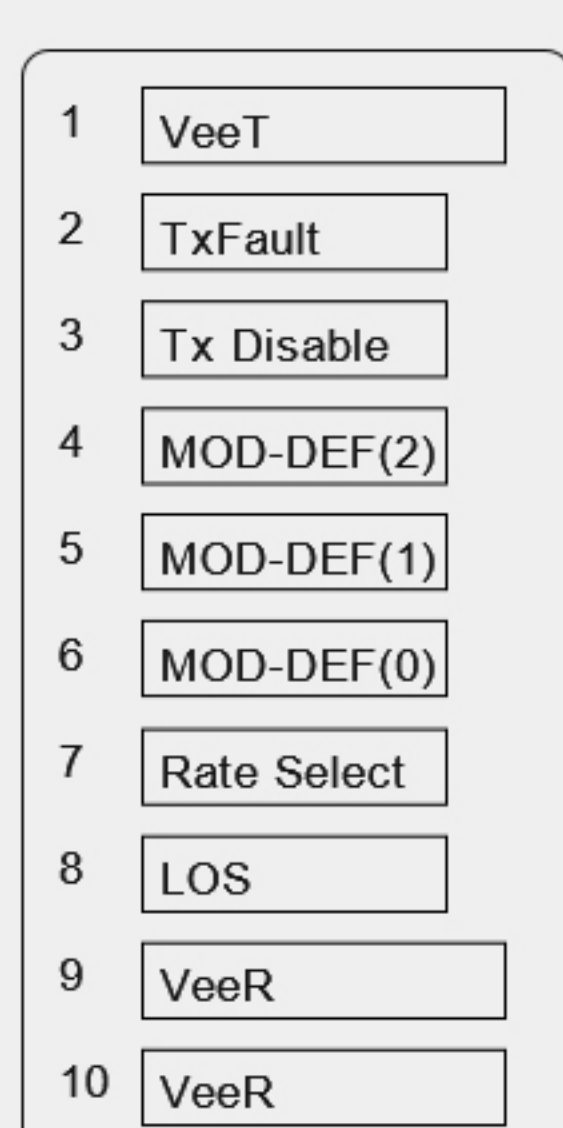 1 VeeT
2 TxFault
3 Tx Disable
4 MOD-DEF(2)
5 MOD-DEF(1)
6 MOD-DEF(0)
7 Rate Select
8 LOS
9 VeeR
10 VeeR